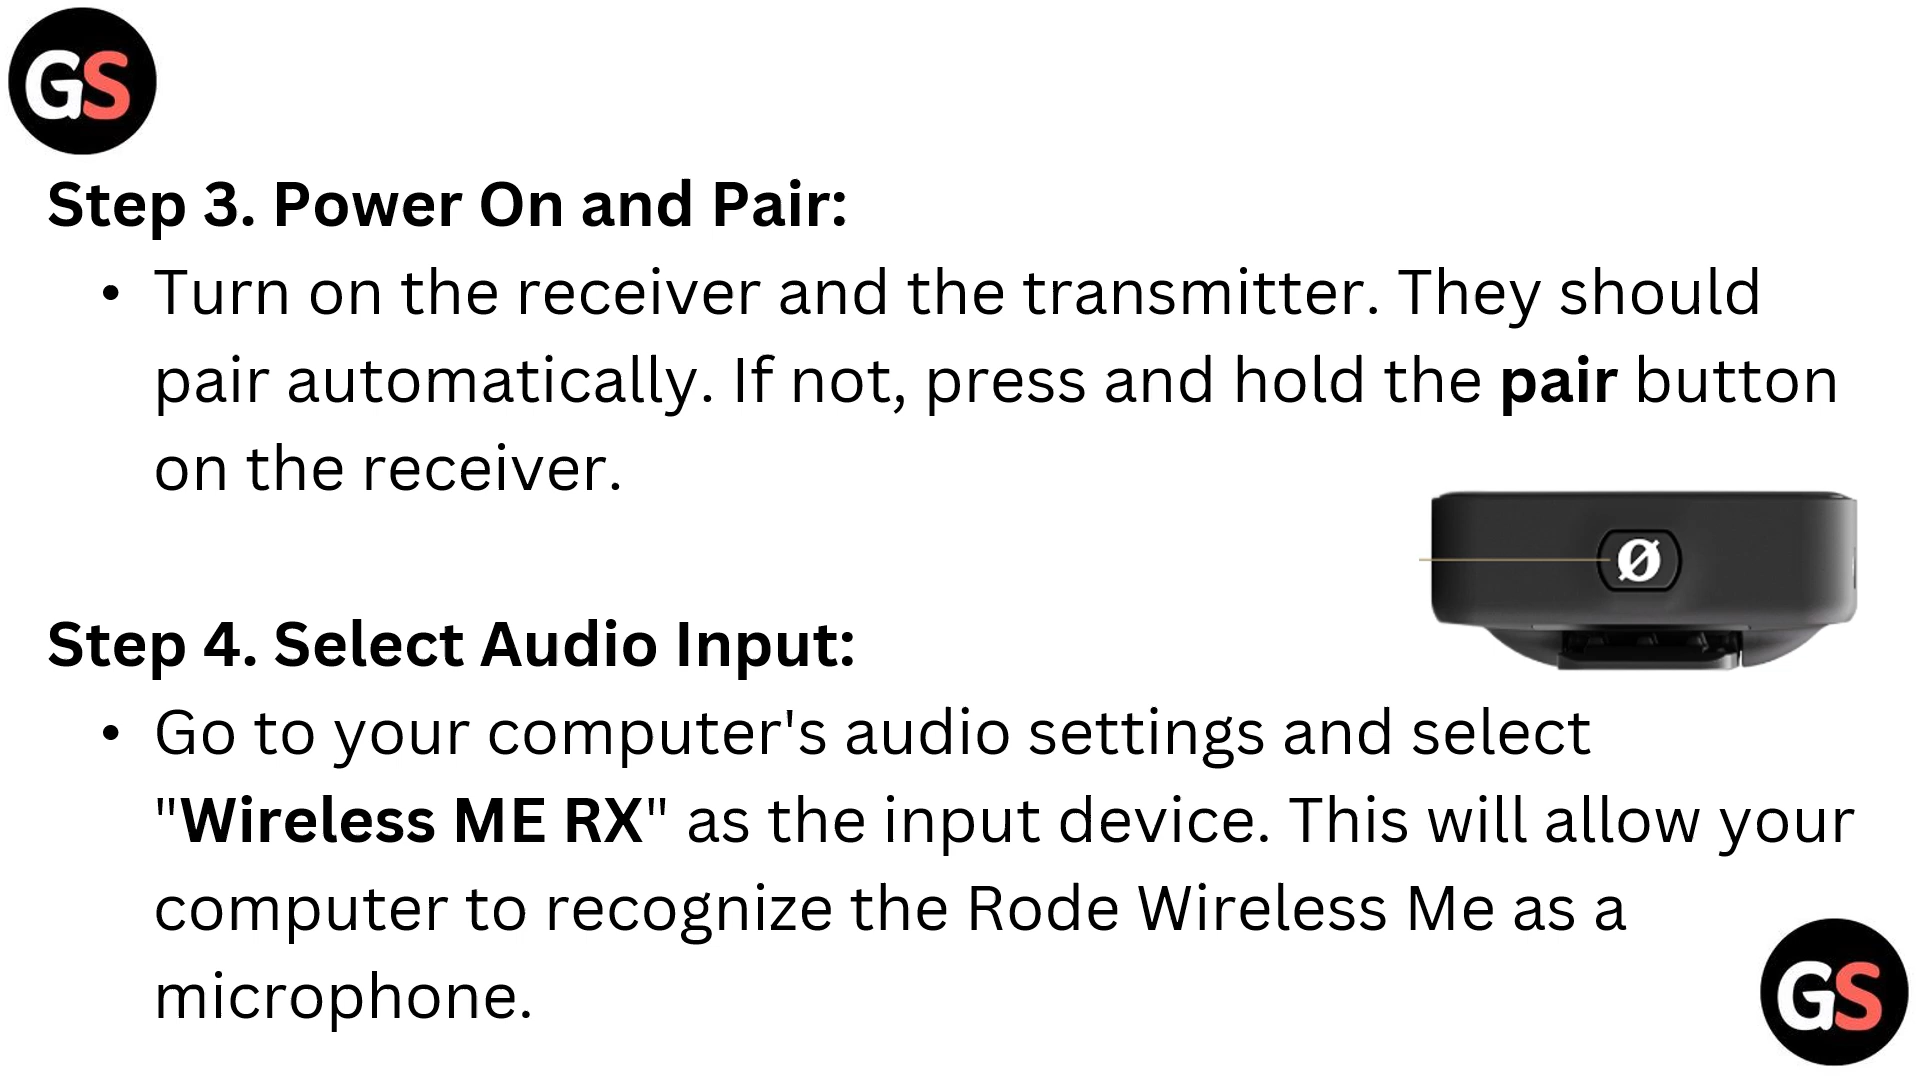 GS
Step 3. Power On and Pair:
• Turn on the receiver and the transmitter. They should
pair automatically. If not, press and hold the pair button
on the receiver.
Ø
Step 4. Select Audio Input:
• Go to your computer's audio settings and select
"Wireless ME RX" as the input device. This will allow your
computer to recognize the Rode Wireless Me as a
microphone.
GS